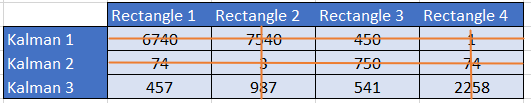 Rectangle 1 Rectangle 2 Rectangle 3 Rectangle 4
Kalman 1 6740 7540 450 1
Kalman 2 74 3 750 74
Kalman 3 457 987 541 2258